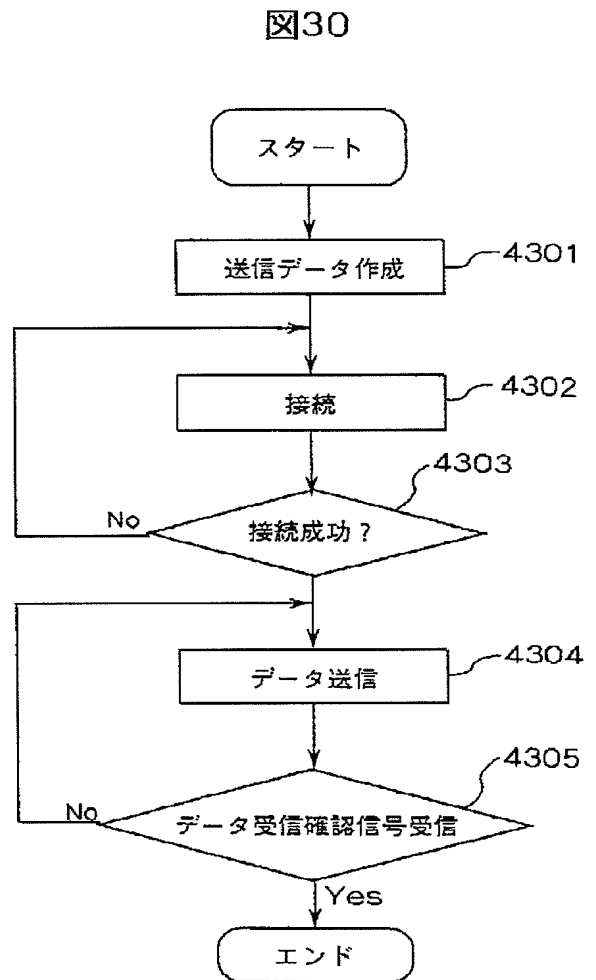 図30
スタート
送信データ作成
4301
接続
4302
4303
接続成功？
No
データ送信
4304
4305
データ受信確認信号受信
No
Yes
エンド